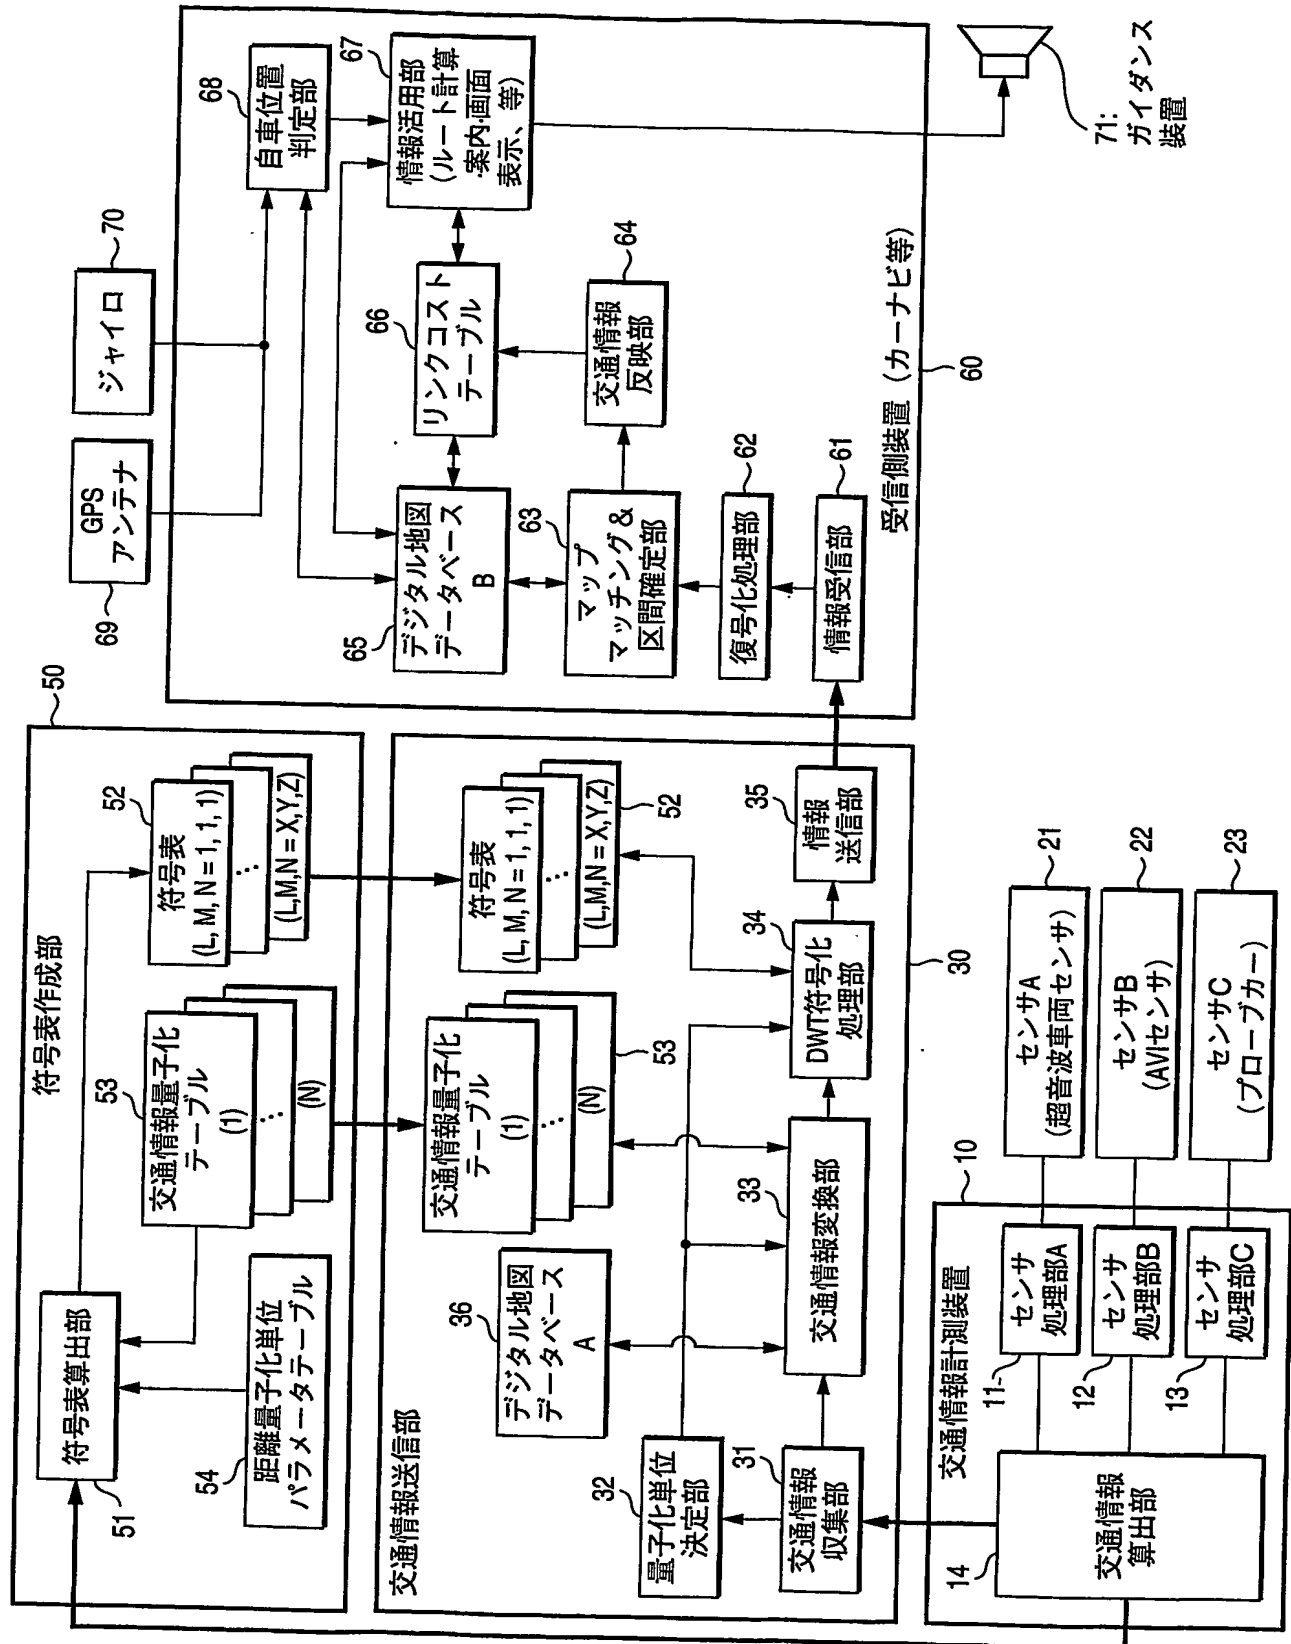 符号表作成部
50
符号表算出部
51
距離量子化単位
パラメータテーブル
54
53
交通情報量子化
テーブル
(1)
⋮
(N)
52
符号表
(L, M, N = 1, 1, 1)
⋮
(L,M,N = X,Y,Z)
交通情報送信部
30
量子化単位
決定部
32
交通情報
収集部
31
36
デジタル地図
データベース
A
交通情報量子化
テーブル
(1)
⋮
(N)
53
符号表
(L, M, N = 1, 1, 1)
⋮
(L,M,N = X,Y,Z)
52
交通情報変換部
33
DWT符号化
処理部
34
情報
送信部
35
交通情報計測装置
10
14
交通情報
算出部
11
センサ
処理部A
12
センサ
処理部B
13
センサ
処理部C
センサA
(超音波車両センサ)
21
センサB
(AVIセンサ)
22
センサC
(プローブカー)
23
69
GPS
アンテナ
ジャイロ
70
68
自車位置
判定部
67
情報活用部
(ルート計算
・案内・画面
表示、等)
65
デジタル地図
データベース
B
66
リンクコスト
テーブル
63
マップ
マッチング&
区間確定部
交通情報
反映部
64
復号化処理部
62
情報受信部
61
受信側装置 (カーナビ等)
60
71:
ガイダンス
装置